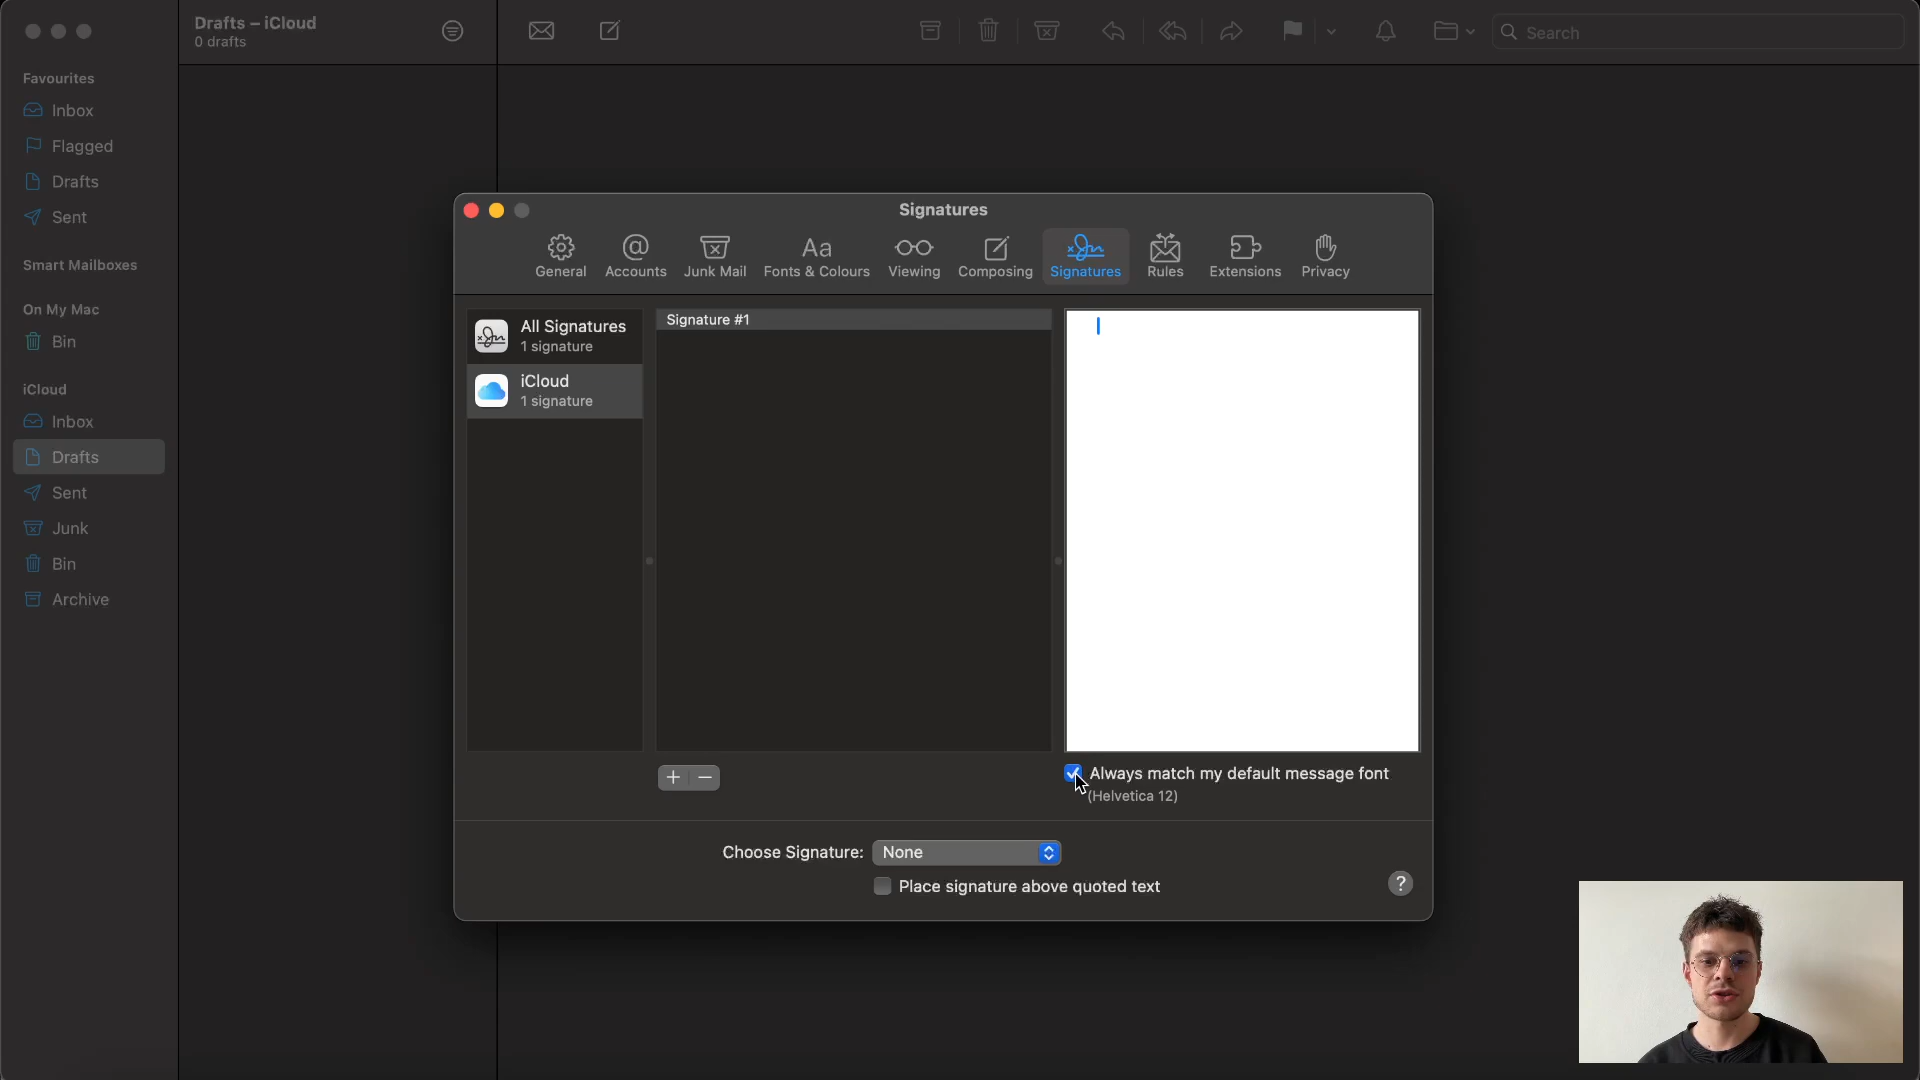 Drafts – iCloud
0 drafts
Search
Favourites
Inbox
Flagged
Drafts
Sent
Smart Mailboxes
On My Mac
Bin
iCloud
Inbox
Drafts
Sent
Junk
Bin
Archive
Signatures
General
Accounts
Junk Mail
Aa
Fonts & Colours
Viewing
Composing
Signatures
Rules
Extensions
Privacy
All Signatures
1 signature
iCloud
1 signature
Signature #1
Always match my default message font
(Helvetica 12)
Choose Signature: None
Place signature above quoted text
?